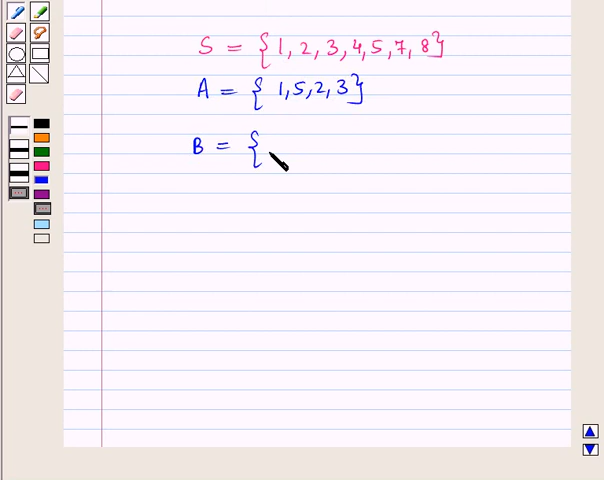 S = {1, 2, 3, 4, 5, 7, 8}
A = { 1, 5, 2, 3}
B = {